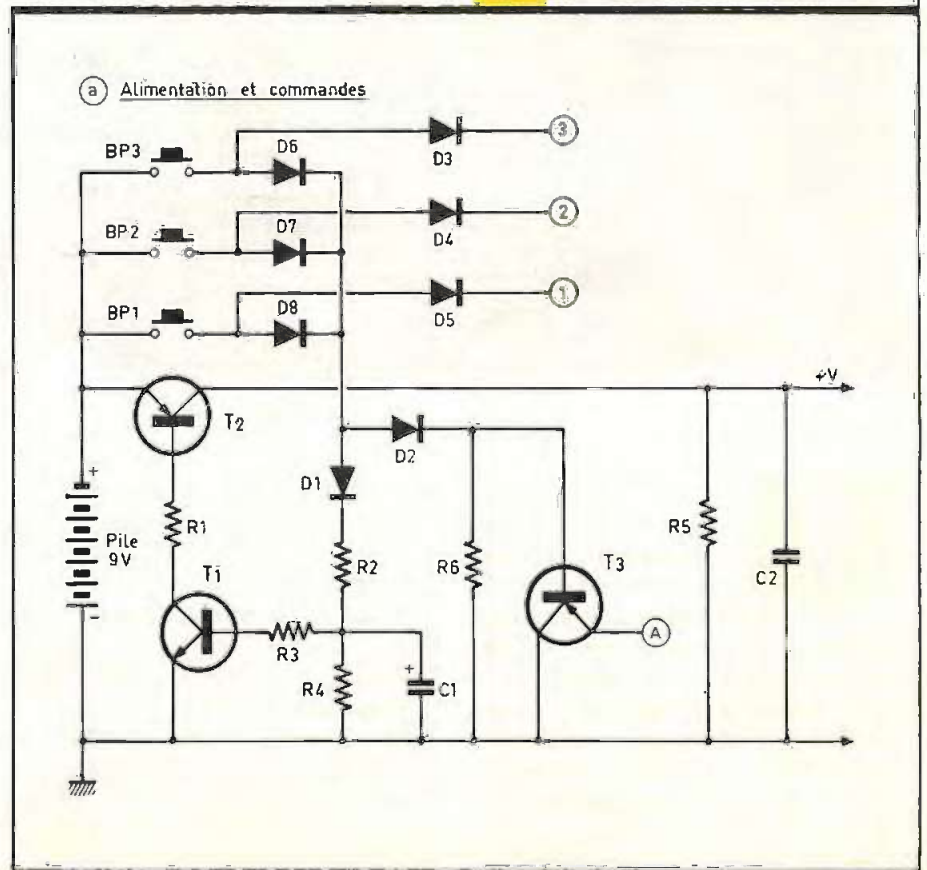 a Alimentation et commandes
3
D3
BP3
D6
2
D4
BP2
D7
1
D5
BP1
D8
+V
T2
D2
D1
+
R1
Pile
9V
R5
R2
R6
T3
C2
T1
-
A
R3
+
R4
C1